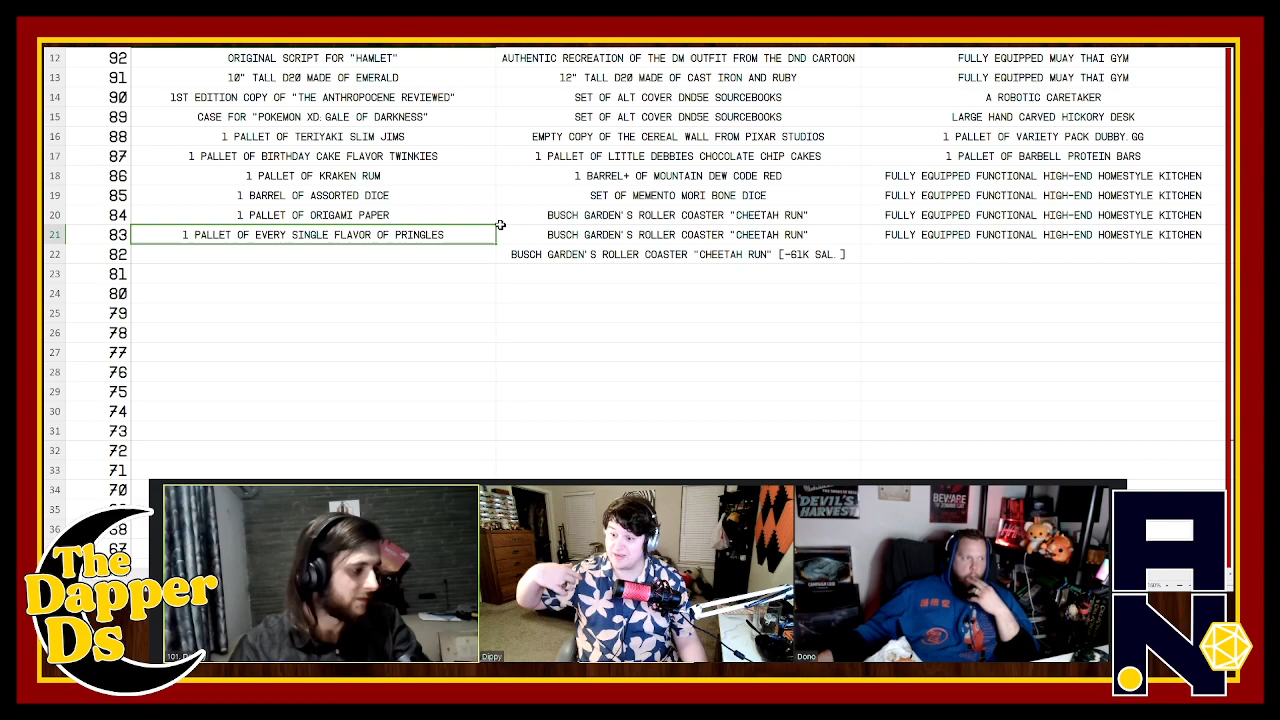 12 92 ORIGINAL SCRIPT FOR "HAMLET" AUTHENTIC RECREATION OF THE DM OUTFIT FROM THE DND CARTOON FULLY EQUIPPED MUAY THAI GYM
13 91 10" TALL D20 MADE OF EMERALD 12" TALL D20 MADE OF CAST IRON AND RUBY FULLY EQUIPPED MUAY THAI GYM
14 90 1ST EDITION COPY OF "THE ANTHROPOCENE REVIEWED" SET OF ALT COVER DND5E SOURCEBOOKS A ROBOTIC CARETAKER
15 89 CASE FOR "POKEMON XD:GALE OF DARKNESS" SET OF ALT COVER DND5E SOURCEBOOKS LARGE HAND CARVED HICKORY DESK
16 88 1 PALLET OF TERIYAKI SLIM JIMS EMPTY COPY OF THE CEREAL WALL FROM PIXAR STUDIOS 1 PALLET OF VARIETY PACK DUBBY.GG
17 87 1 PALLET OF BIRTHDAY CAKE FLAVOR TWINKIES 1 PALLET OF LITTLE DEBBIES CHOCOLATE CHIP CAKES 1 PALLET OF BARBELL PROTEIN BARS
18 86 1 PALLET OF KRAKEN RUM 1 BARREL+ OF MOUNTAIN DEW CODE RED FULLY EQUIPPED FUNCTIONAL HIGH-END HOMESTYLE KITCHEN
19 85 1 BARREL OF ASSORTED DICE SET OF MEMENTO MORI BONE DICE FULLY EQUIPPED FUNCTIONAL HIGH-END HOMESTYLE KITCHEN
20 84 1 PALLET OF ORIGAMI PAPER BUSCH GARDEN'S ROLLER COASTER "CHEETAH RUN" FULLY EQUIPPED FUNCTIONAL HIGH-END HOMESTYLE KITCHEN
21 83 1 PALLET OF EVERY SINGLE FLAVOR OF PRINGLES BUSCH GARDEN'S ROLLER COASTER "CHEETAH RUN" FULLY EQUIPPED FUNCTIONAL HIGH-END HOMESTYLE KITCHEN
22 82 BUSCH GARDEN'S ROLLER COASTER "CHEETAH RUN" [-61K SAL.]
23 81
24 80
25 79
26 78
27 77
28 76
29 75
30 74
31 73
32 72
33 71
34 70
35
36 68
67
DEVIL'S HARVEST
BEWARE
The Dapper Ds
Dippy
Dono
A
N